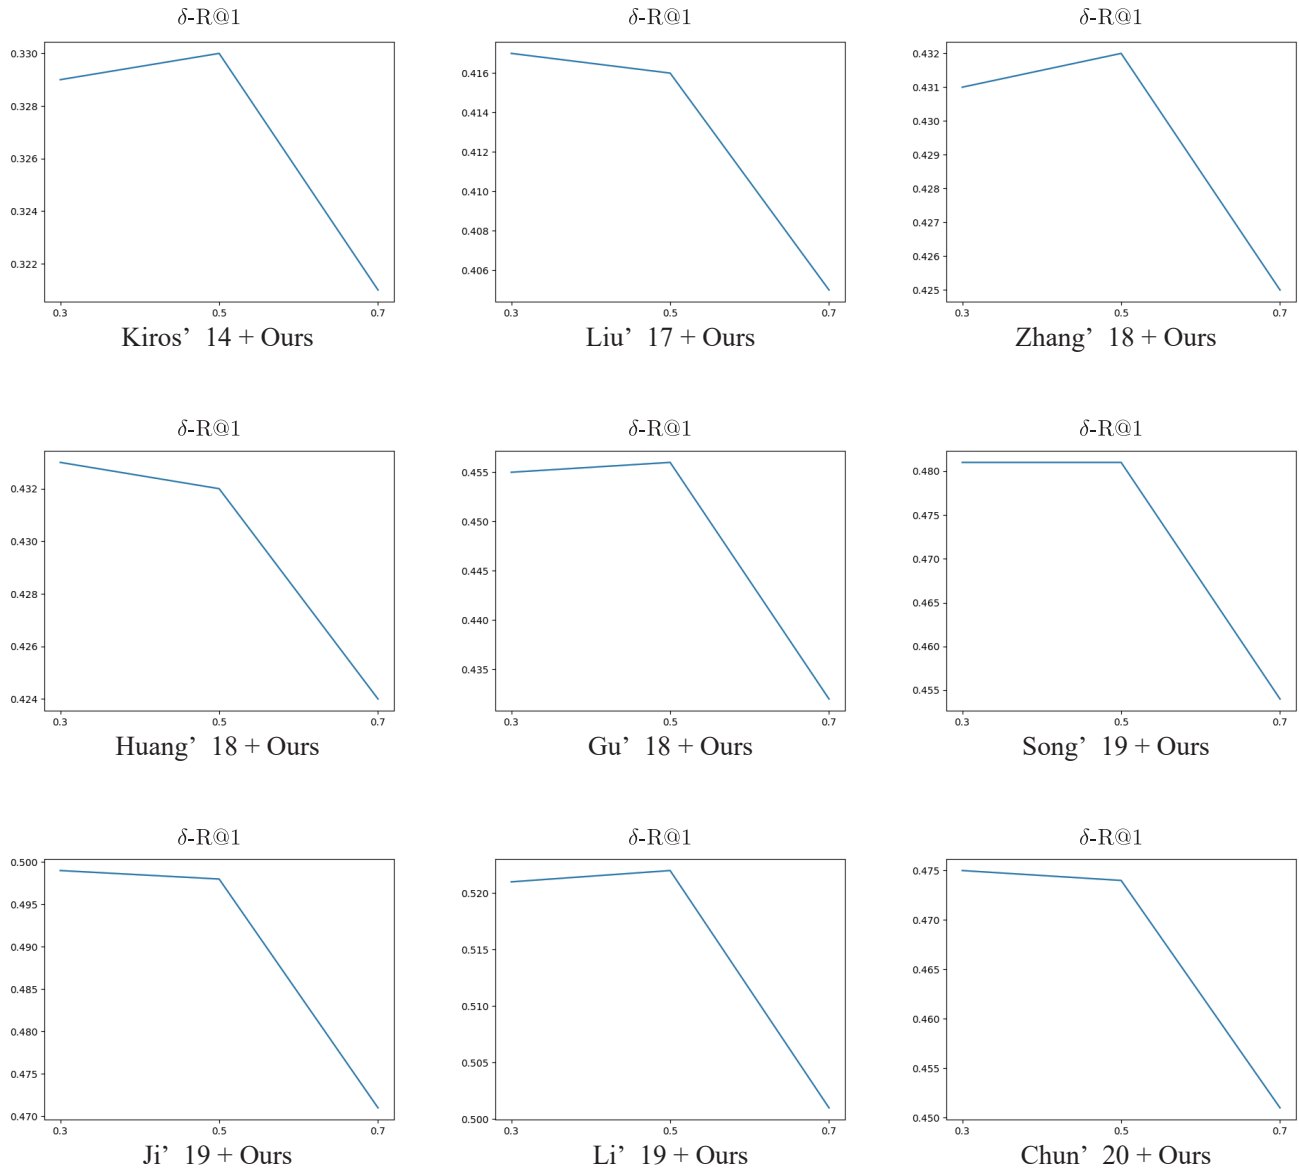 δ-R@1
0.330
0.328
0.326
0.324
0.322
0.3 0.5 0.7
Kiros’ 14 + Ours
δ-R@1
0.416
0.414
0.412
0.410
0.408
0.406
0.3 0.5 0.7
Liu’ 17 + Ours
δ-R@1
0.432
0.431
0.430
0.429
0.428
0.427
0.426
0.425
0.3 0.5 0.7
Zhang’ 18 + Ours
δ-R@1
0.432
0.430
0.428
0.426
0.424
0.3 0.5 0.7
Huang’ 18 + Ours
δ-R@1
0.455
0.450
0.445
0.440
0.435
0.3 0.5 0.7
Gu’ 18 + Ours
δ-R@1
0.480
0.475
0.470
0.465
0.460
0.455
0.3 0.5 0.7
Song’ 19 + Ours
δ-R@1
0.500
0.495
0.490
0.485
0.480
0.475
0.470
0.3 0.5 0.7
Ji’ 19 + Ours
δ-R@1
0.520
0.515
0.510
0.505
0.500
0.3 0.5 0.7
Li’ 19 + Ours
δ-R@1
0.475
0.470
0.465
0.460
0.455
0.450
0.3 0.5 0.7
Chun’ 20 + Ours